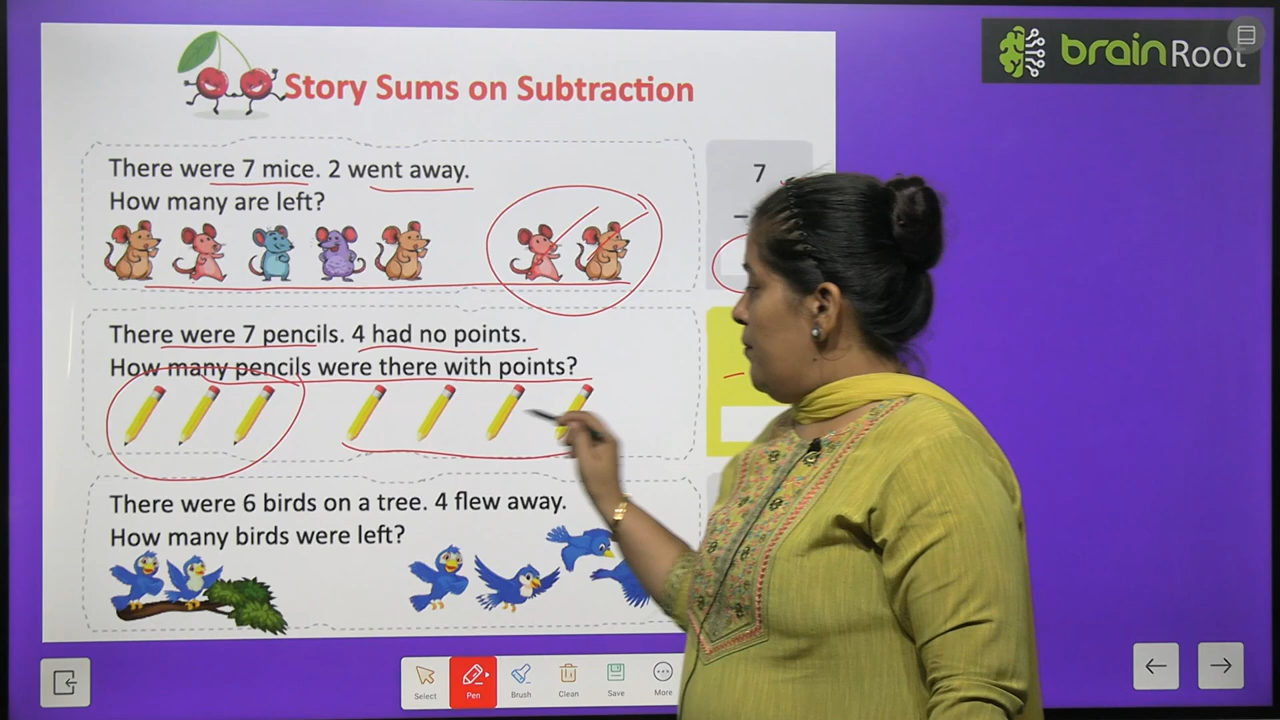 brainRoot
Story Sums on Subtraction
There were 7 mice. 2 went away.
How many are left?
7
–
There were 7 pencils. 4 had no points.
How many pencils were there with points?
There were 6 birds on a tree. 4 flew away.
How many birds were left?
Select
Pen
Brush
Clean
Save
More